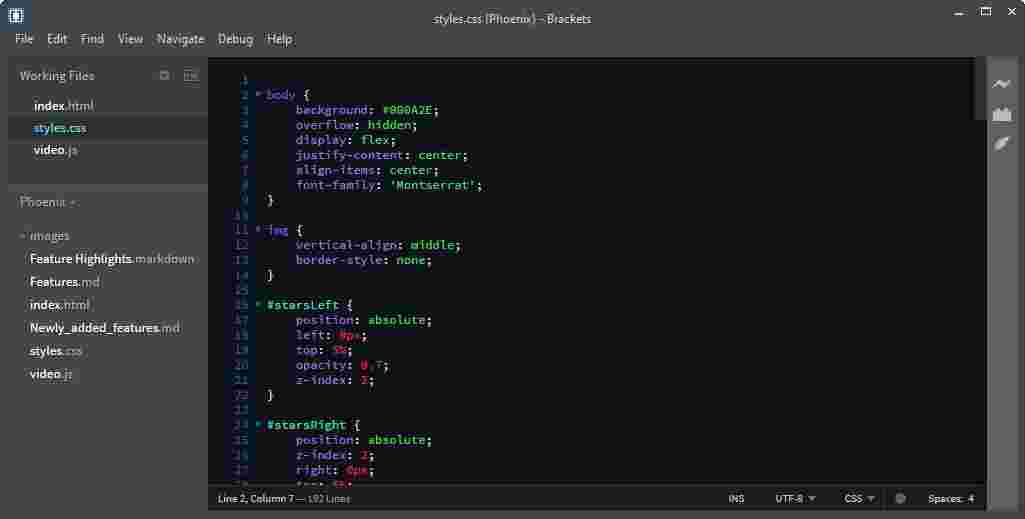 styles.css (Phoenix) - Brackets
File Edit Find View Navigate Debug Help
Working Files
index.html
styles.css
video.js
Phoenix
images
Feature Highlights.markdown
Features.md
index.html
Newly_added_features.md
styles.css
video.js
1
2 body {
3 background: #000A2E;
4 overflow: hidden;
5 display: flex;
6 justify-content: center;
7 align-items: center;
8 font-family: 'Montserrat';
9 }
10
11 img {
12 vertical-align: middle;
13 border-style: none;
14 }
15
16 #starsLeft {
17 position: absolute;
18 left: 0px;
19 top: 5%;
20 opacity: 0.7;
21 z-index: 2;
22 }
23
24 #starsRight {
25 position: absolute;
26 z-index: 2;
27 right: 0px;
28 top: 5%;
Line 2, Column 7 — 192 Lines INS UTF-8 CSS Spaces: 4